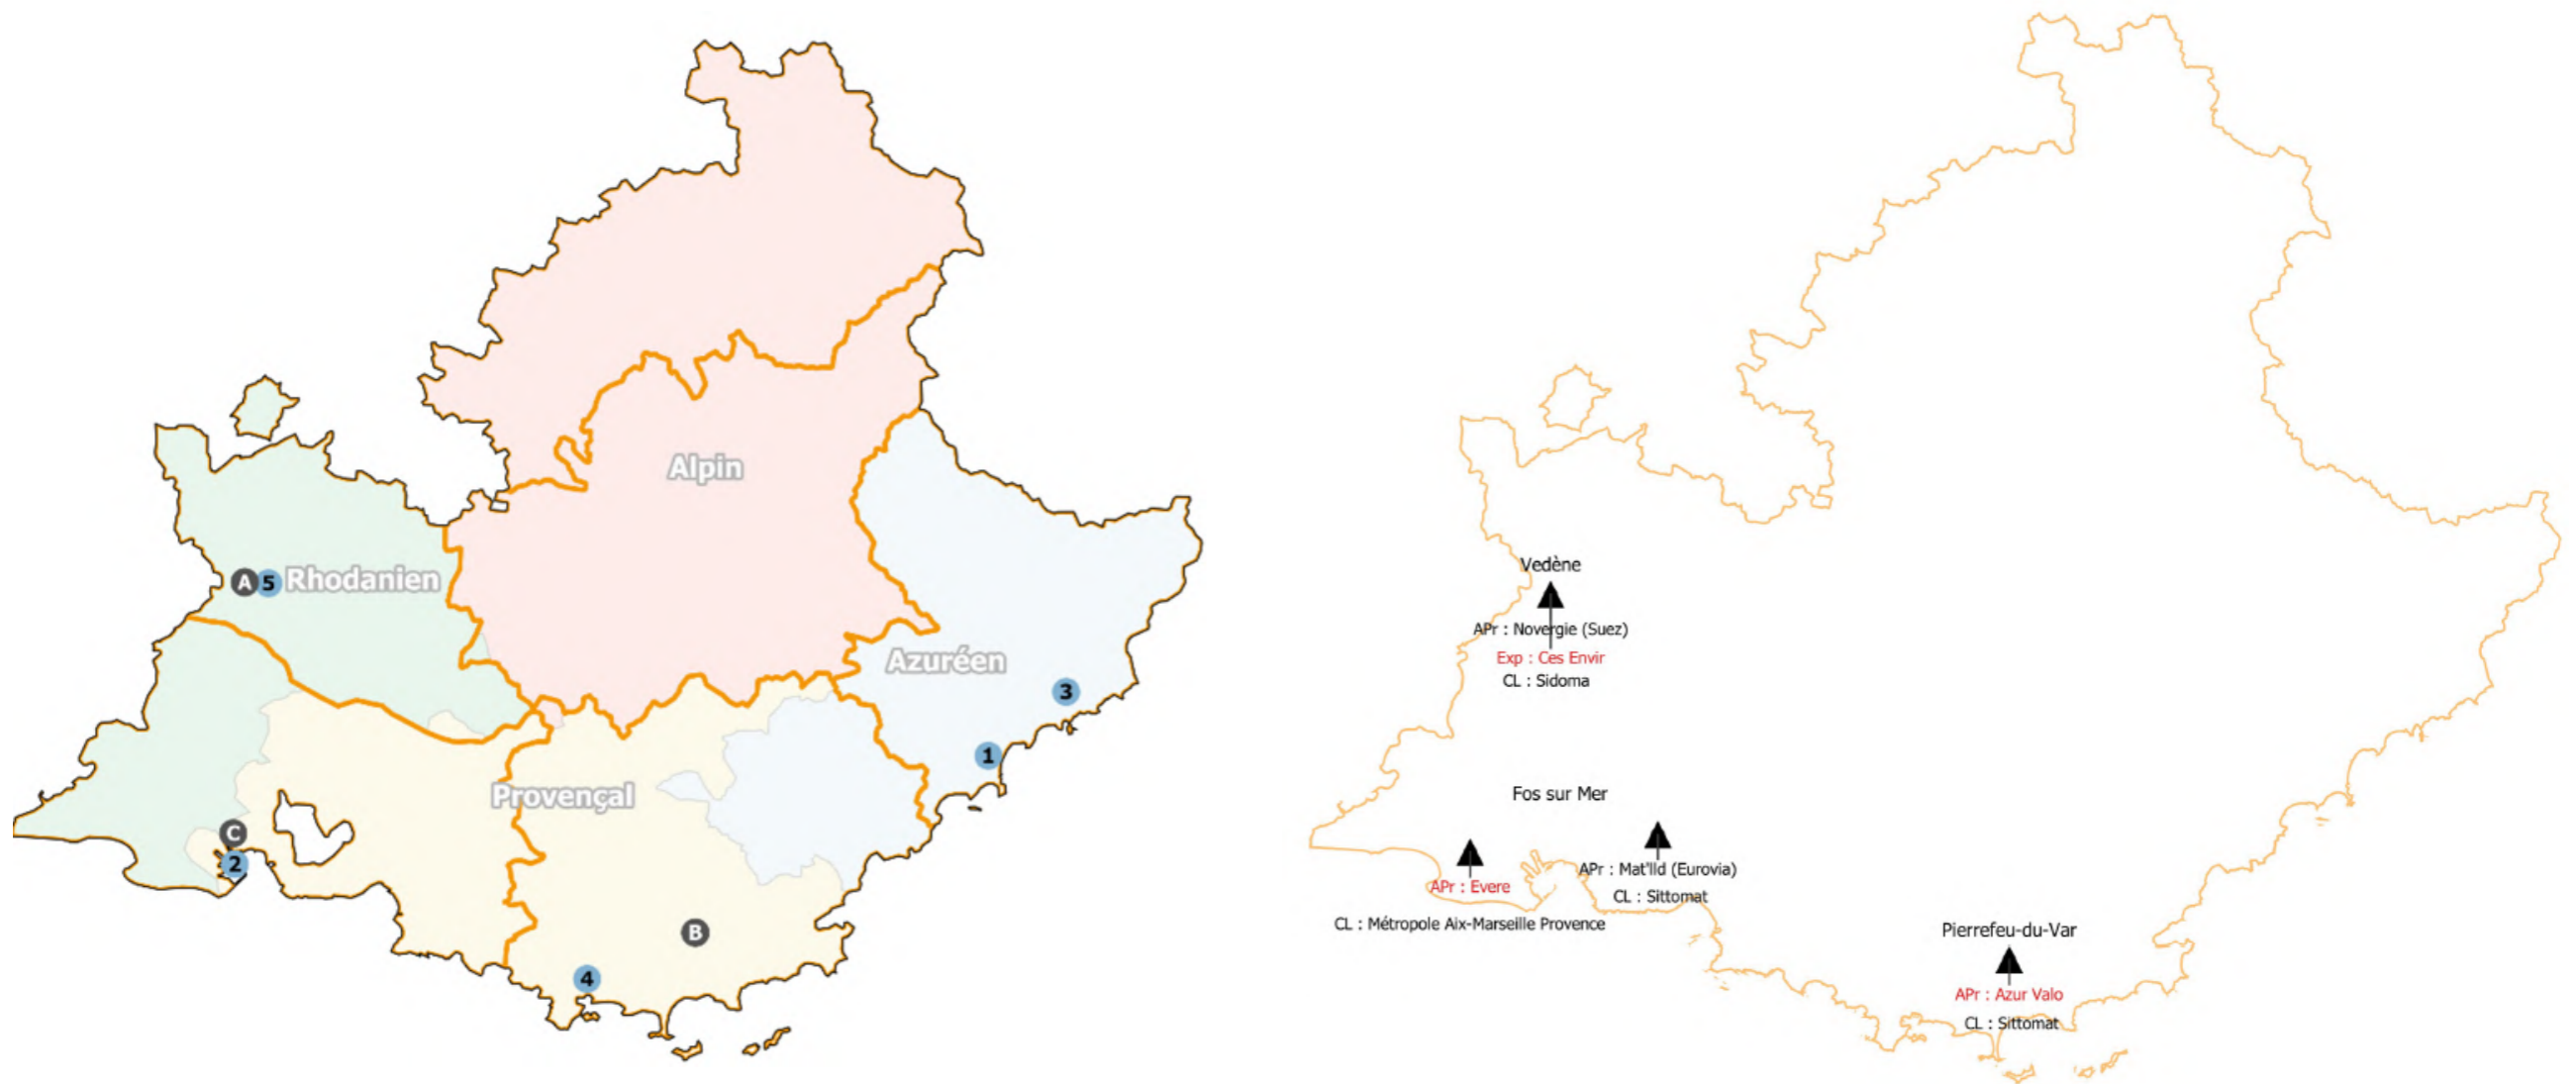 Alpin
A 5 Rhodanien
Azuréen
3
1
Provençal
C
2
B
4
Vedène
APr : Novergie (Suez)
Exp : Ces Envir
CL : Sidoma
Fos sur Mer
APr : Evere
CL : Métropole Aix-Marseille Provence
APr : Mat'Ild (Eurovia)
CL : Sittomat
Pierrefeu-du-Var
APr : Azur Valo
CL : Sittomat